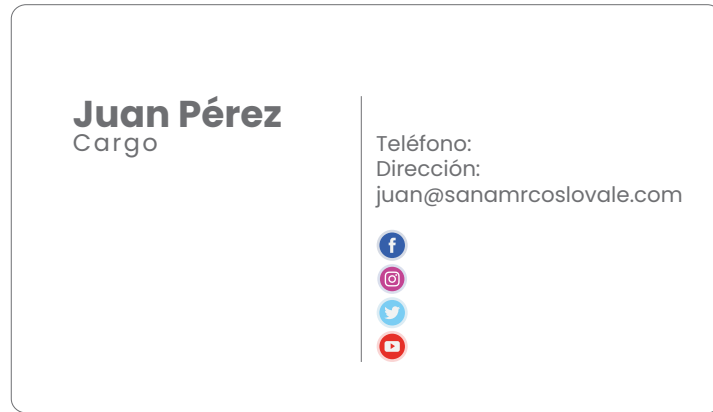 Juan Pérez
Cargo
Teléfono:
Dirección:
juan@sanamrcoslovale.com